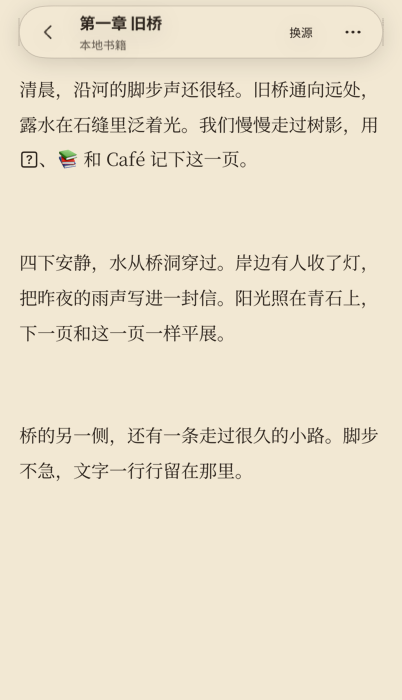 第一章 旧桥
本地书籍
换源
清晨，沿河的脚步声还很轻。旧桥通向远处，
露水在石缝里泛着光。我们慢慢走过树影，用
、📚 和 Café 记下这一页。
四下安静，水从桥洞穿过。岸边有人收了灯，
把昨夜的雨声写进一封信。阳光照在青石上，
下一页和这一页一样平展。
桥的另一侧，还有一条走过很久的小路。脚步
不急，文字一行行留在那里。